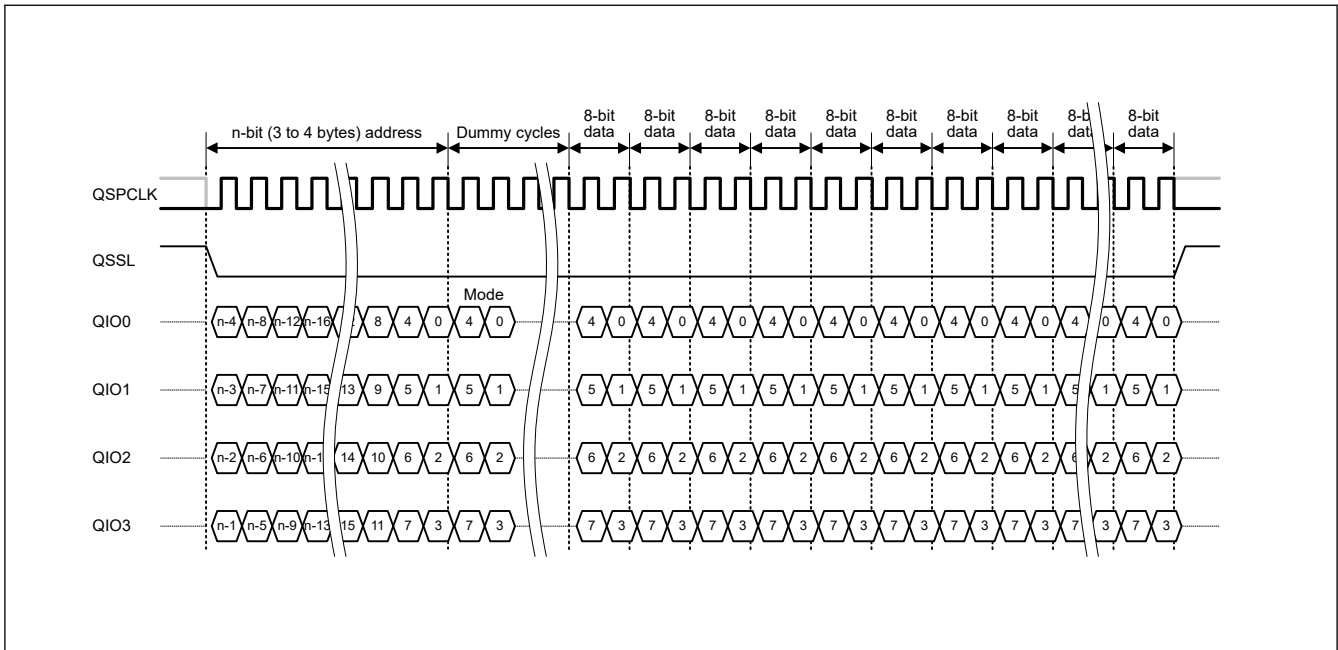 8-bit 8-bit 8-bit 8-bit 8-bit 8-bit 8-bit 8-bit 8-bit
n-bit (3 to 4 bytes) address Dummy cycles data data data data data data data data data
QSPCLK
QSSL
Mode
QIO0 n-4 n-8 n-12 n-16 8 4 0 4 0 4 0 4 0 4 0 4 0 4 0 4 0 4 0 4 0 4 0 4 0
QIO1 n-3 n-7 n-11 n-15 13 9 5 1 5 1 5 1 5 1 5 1 5 1 5 1 5 1 5 1 5 1 5 1 5 1
QIO2 n-2 n-6 n-10 14 10 6 2 6 2 6 2 6 2 6 2 6 2 6 2 6 2 6 2 6 2 6 2 6 2
QIO3 n-1 n-5 n-9 n-13 15 11 7 3 7 3 7 3 7 3 7 3 7 3 7 3 7 3 7 3 7 3 7 3 7 3